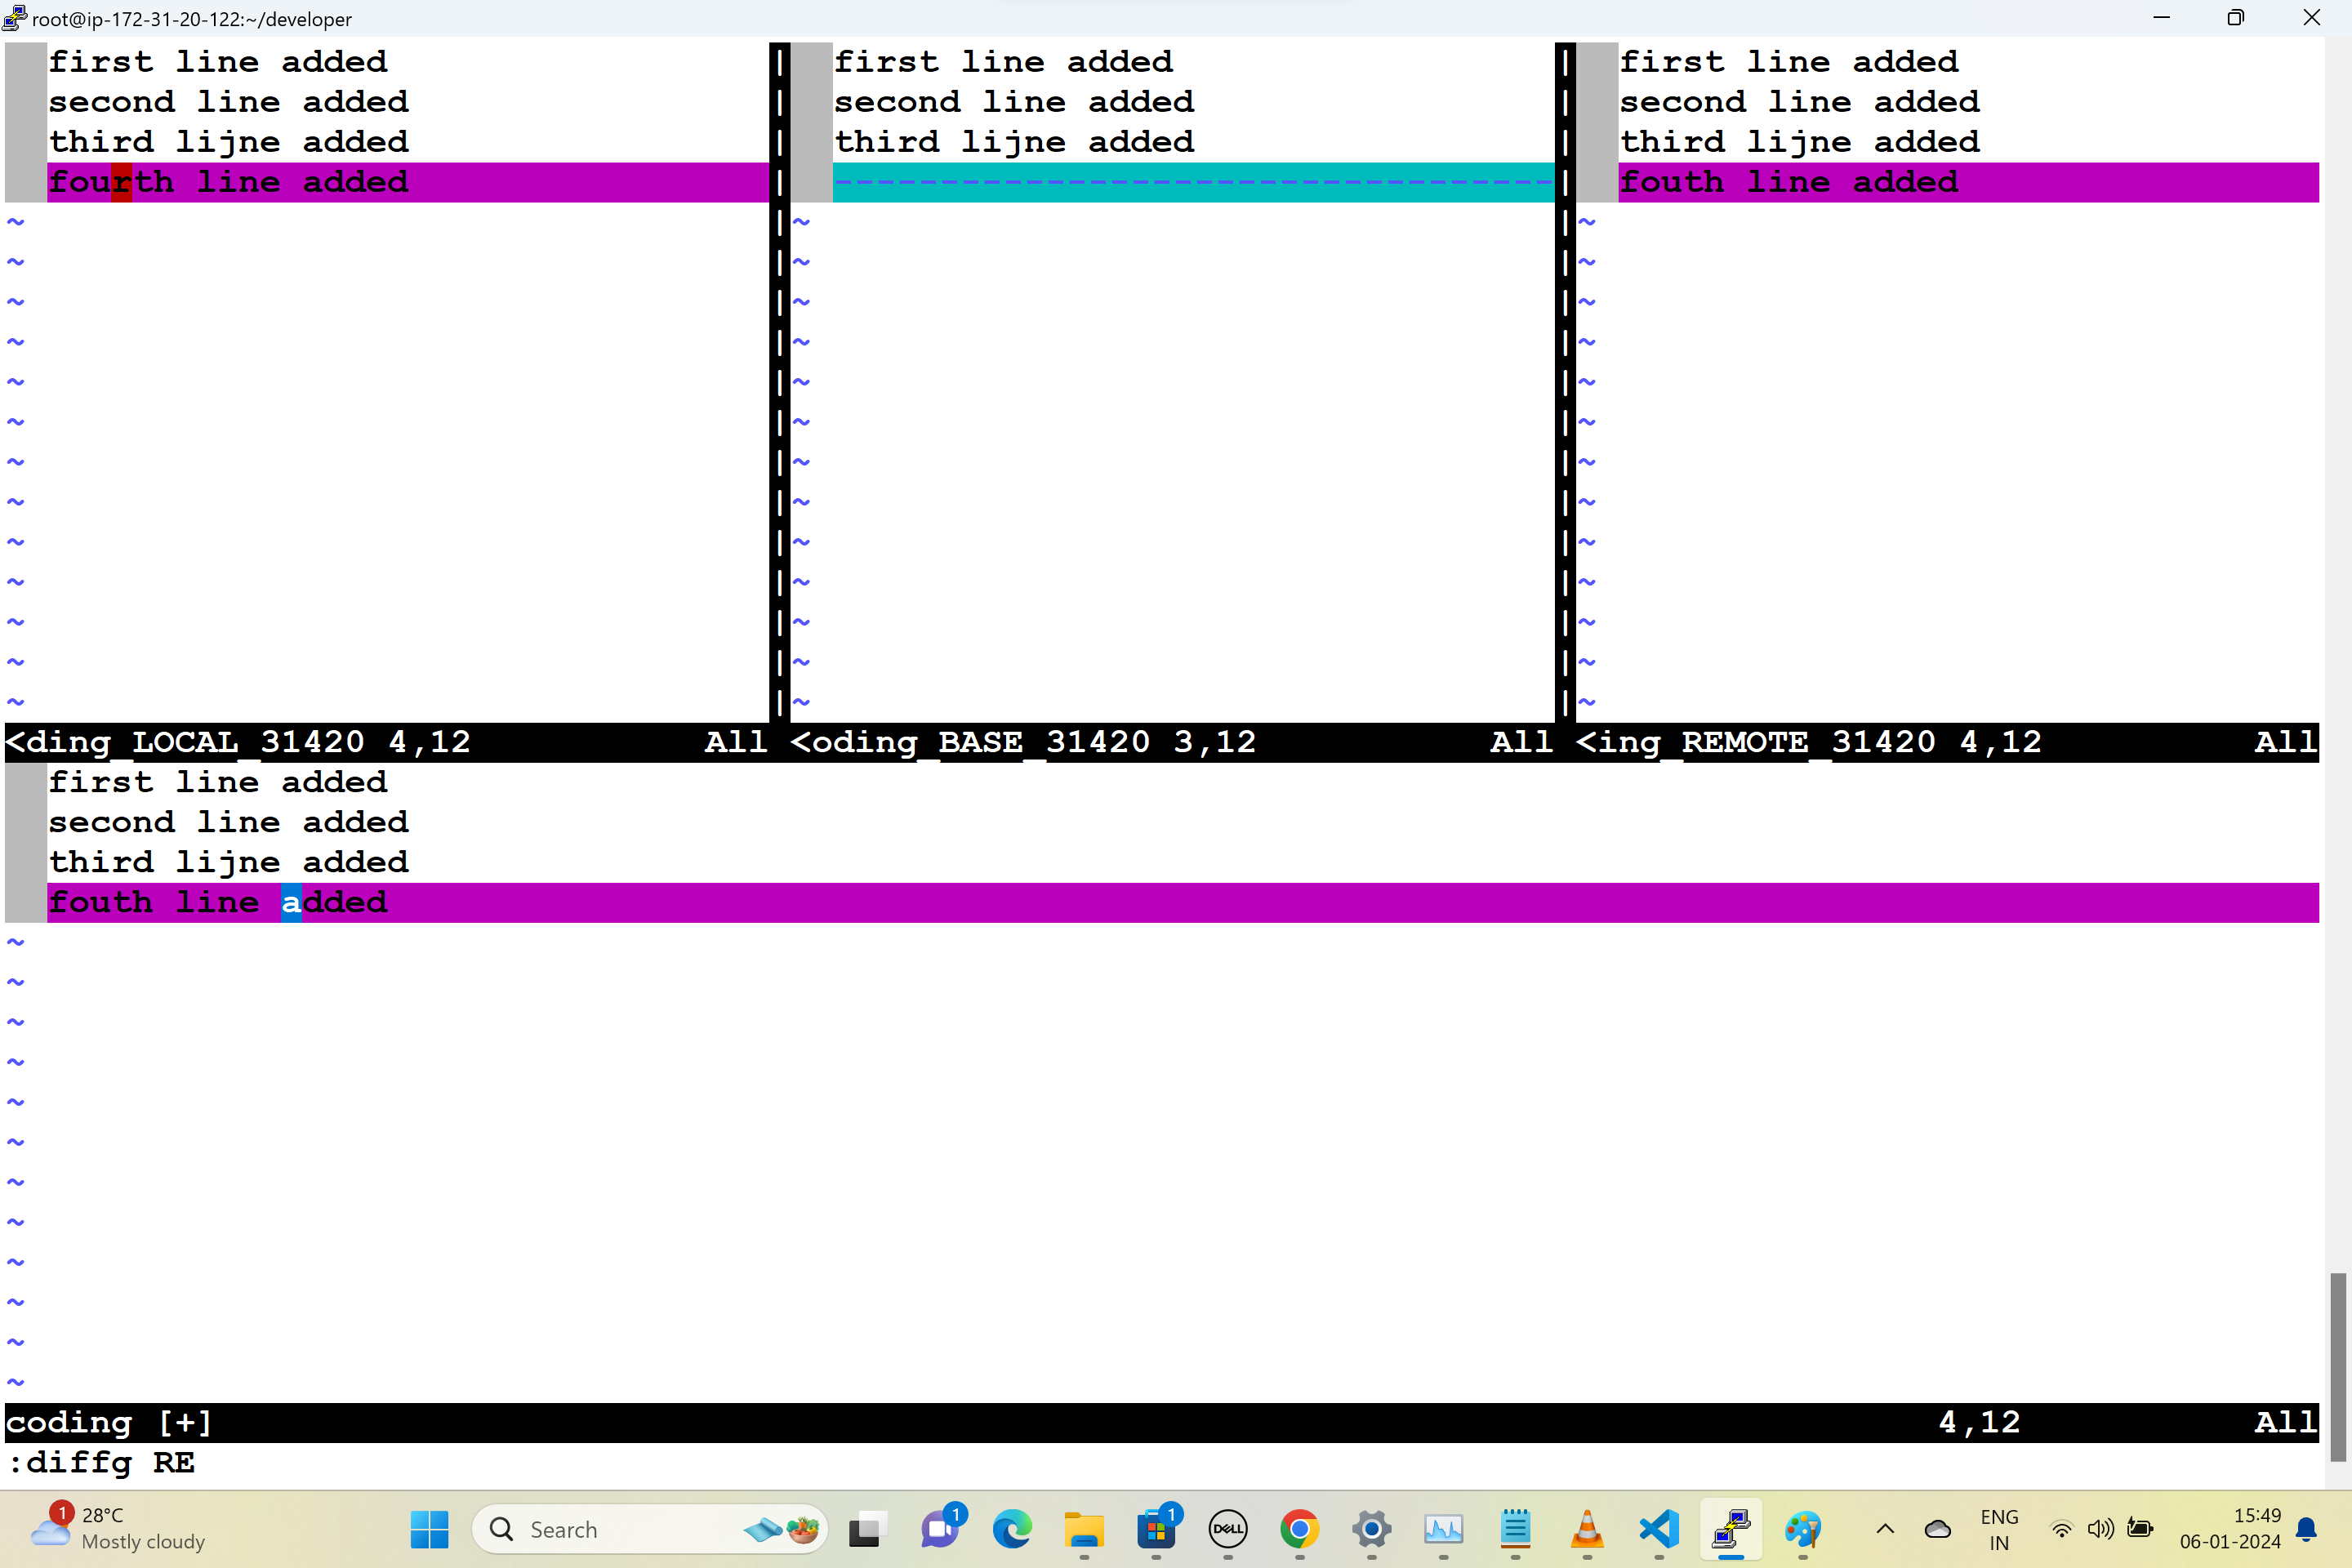 root@ip-172-31-20-122:~/developer
first line added
second line added
third lijne added
fourth line added
~
~
~
~
~
~
~
~
~
~
~
~
~
<ding_LOCAL_31420 4,12 All
first line added
second line added
third lijne added
------------------------------------
~
~
~
~
~
~
~
~
~
~
~
~
~
<oding_BASE_31420 3,12 All
first line added
second line added
third lijne added
fouth line added
~
~
~
~
~
~
~
~
~
~
~
~
~
<ing_REMOTE_31420 4,12 All
first line added
second line added
third lijne added
fouth line added
~
~
~
~
~
~
~
~
~
~
~
~
coding [+] 4,12 All
:diffg RE
1
28°C
Mostly cloudy
Search
1
1
DELL
ENG
IN
15:49
06-01-2024